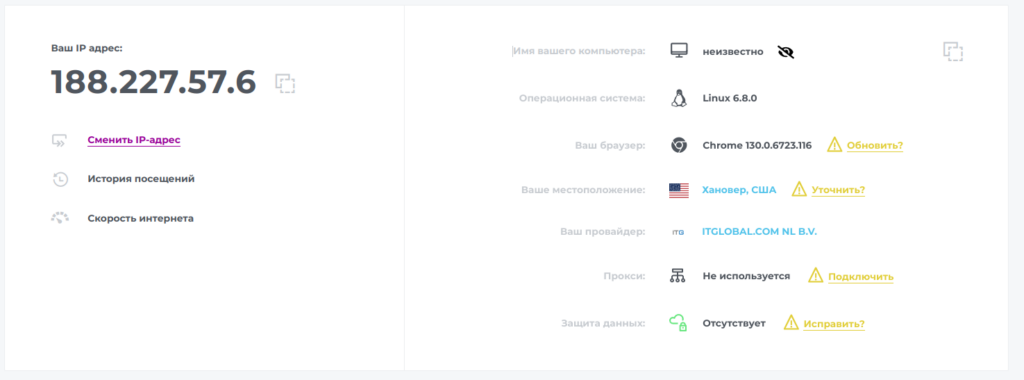 Ваш IP адрес:
188.227.57.6
Сменить IP-адрес
История посещений
Скорость интернета
Имя вашего компьютера: неизвестно
Операционная система: Linux 6.8.0
Ваш браузер: Chrome 130.0.6723.116 Обновить?
Ваше местоположение: Хановер, США Уточнить?
Ваш провайдер: ITG ITGLOBAL.COM NL B.V.
Прокси: Не используется Подключить
Защита данных: Отсутствует Исправить?